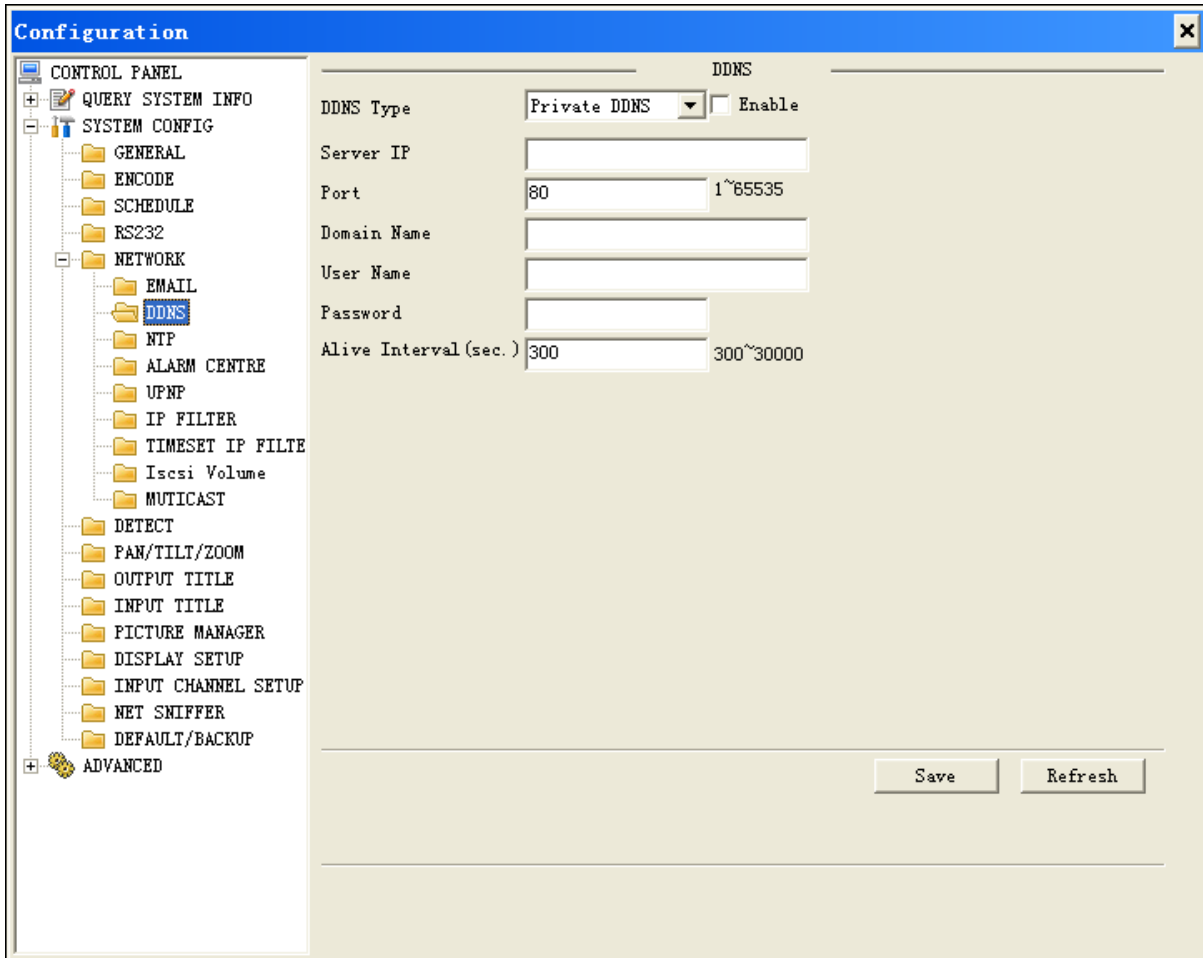 Configuration
CONTROL PANEL
QUERY SYSTEM INFO
SYSTEM CONFIG
GENERAL
ENCODE
SCHEDULE
RS232
NETWORK
EMAIL
DDNS
NTP
ALARM CENTRE
UPNP
IP FILTER
TIMESET IP FILTE
Iscsi Volume
MUTICAST
DETECT
PAN/TILT/ZOOM
OUTPUT TITLE
INPUT TITLE
PICTURE MANAGER
DISPLAY SETUP
INPUT CHANNEL SETUP
NET SNIFFER
DEFAULT/BACKUP
ADVANCED
DDNS
DDNS Type Private DDNS Enable
Server IP
Port 80 1~65535
Domain Name
User Name
Password
Alive Interval(sec.) 300 300~30000
Save Refresh